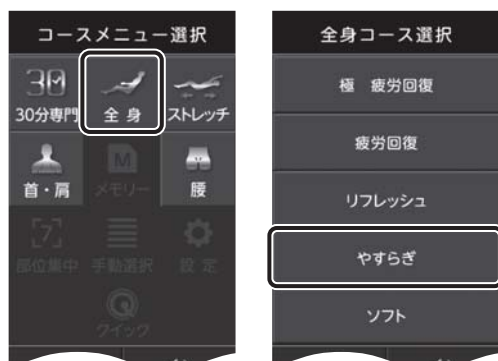 コースメニュー選択
30
30分専門
全 身
ストレッチ
首・肩
M
メモリー
腰
[7]
部位集中
手動選択
設 定
Q
クイック
全身コース選択
極 疲労回復
疲労回復
リフレッシュ
やすらぎ
ソフト